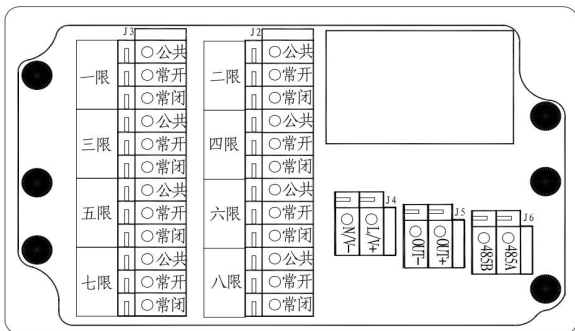 J3
一限
公共
常开
常闭
三限
公共
常开
常闭
五限
公共
常开
常闭
七限
公共
常开
常闭
J2
二限
公共
常开
常闭
四限
公共
常开
常闭
六限
公共
常开
常闭
八限
公共
常开
常闭
J4
N/V-
L/V+
J5
OUT-
OUT+
J6
485B
485A